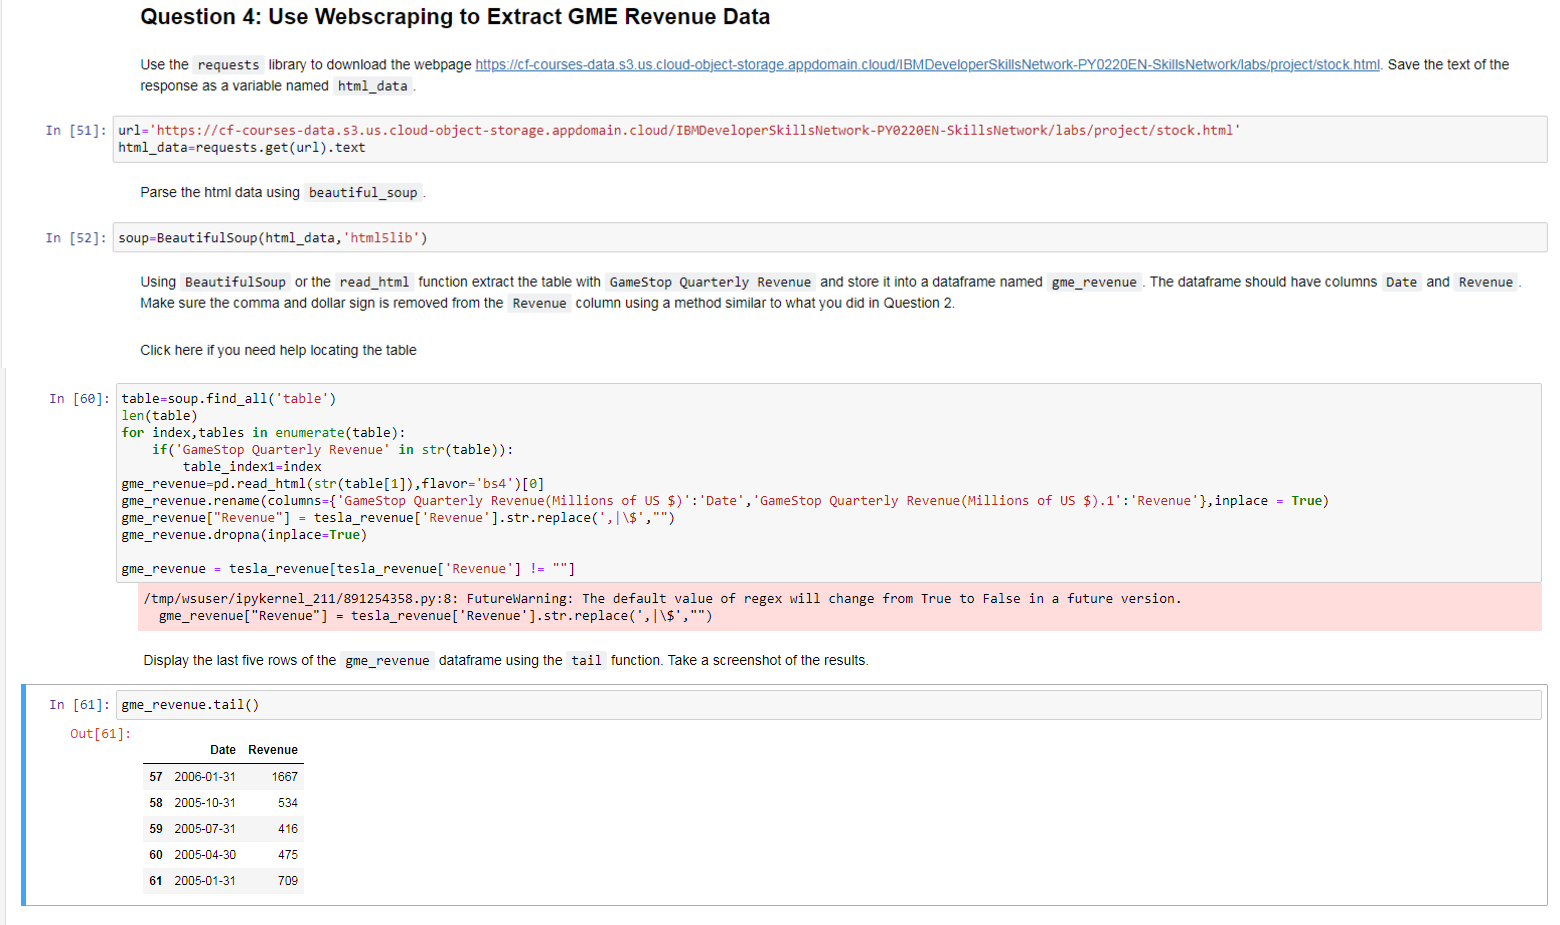 Question 4: Use Webscraping to Extract GME Revenue Data
Use the requests library to download the webpage https://cf-courses-data.s3.us.cloud-object-storage.appdomain.cloud/IBMDeveloperSkillsNetwork-PY0220EN-SkillsNetwork/labs/project/stock.html. Save the text of the
response as a variable named html_data.
In [51]: url='https://cf-courses-data.s3.us.cloud-object-storage.appdomain.cloud/IBMDeveloperSkillsNetwork-PY0220EN-SkillsNetwork/labs/project/stock.html'
html_data=requests.get(url).text
Parse the html data using beautiful_soup.
In [52]: soup=BeautifulSoup(html_data,'html5lib')
Using BeautifulSoup or the read_html function extract the table with GameStop Quarterly Revenue and store it into a dataframe named gme_revenue. The dataframe should have columns Date and Revenue.
Make sure the comma and dollar sign is removed from the Revenue column using a method similar to what you did in Question 2.
Click here if you need help locating the table
In [60]: table=soup.find_all('table')
len(table)
for index,tables in enumerate(table):
    if('GameStop Quarterly Revenue' in str(table)):
        table_index1=index
gme_revenue=pd.read_html(str(table[1]),flavor='bs4')[0]
gme_revenue.rename(columns={'GameStop Quarterly Revenue(Millions of US $)':'Date','GameStop Quarterly Revenue(Millions of US $).1':'Revenue'},inplace = True)
gme_revenue["Revenue"] = tesla_revenue['Revenue'].str.replace(',|\$',"")
gme_revenue.dropna(inplace=True)
gme_revenue = tesla_revenue[tesla_revenue['Revenue'] != ""]
/tmp/wsuser/ipykernel_211/891254358.py:8: FutureWarning: The default value of regex will change from True to False in a future version.
  gme_revenue["Revenue"] = tesla_revenue['Revenue'].str.replace(',|\$',"")
Display the last five rows of the gme_revenue dataframe using the tail function. Take a screenshot of the results.
In [61]: gme_revenue.tail()
Out[61]:
Date Revenue
57 2006-01-31 1667
58 2005-10-31 534
59 2005-07-31 416
60 2005-04-30 475
61 2005-01-31 709